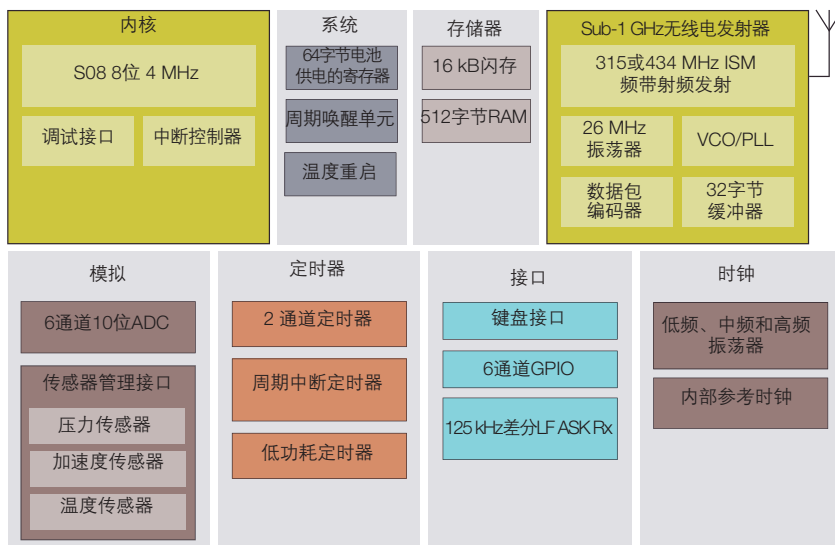 内核
S08 8位 4 MHz
调试接口
中断控制器
系统
64字节电池
供电的寄存器
周期唤醒单元
温度重启
存储器
16 kB闪存
512字节RAM
Sub-1 GHz无线电发射器
315或434 MHz ISM
频带射频发射
26 MHz
振荡器
VCO/PLL
数据包
编码器
32字节
缓冲器
模拟
6通道10位ADC
传感器管理接口
压力传感器
加速度传感器
温度传感器
定时器
2 通道定时器
周期中断定时器
低功耗定时器
接口
键盘接口
6通道GPIO
125 kHz差分LF ASK Rx
时钟
低频、中频和高频
振荡器
内部参考时钟